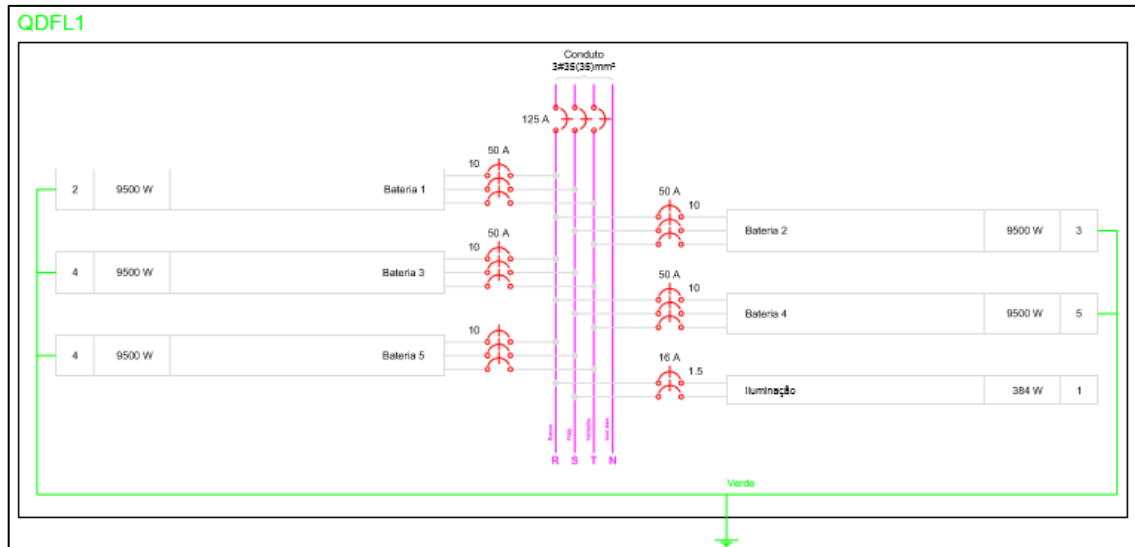 QDFL1
Conduto
3#35(35)mm²
125 A
50 A
10
2 9500 W Bateria 1
50 A
10
Bateria 2 9500 W 3
50 A
10
4 9500 W Bateria 3
50 A
10
Bateria 4 9500 W 5
10
4 9500 W Bateria 5
16 A
1.5
Iluminação 384 W 1
R S T N
Verde